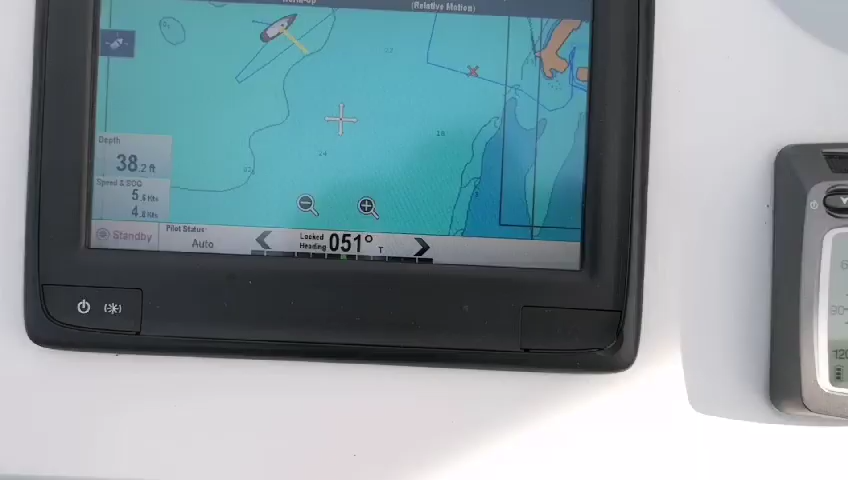 (Relative Motion)
Depth
38.2 ft
Speed & SOG
5.6 Kts
4.8 Kts
Standby
Pilot Status
Auto
Locked
Heading
051° T